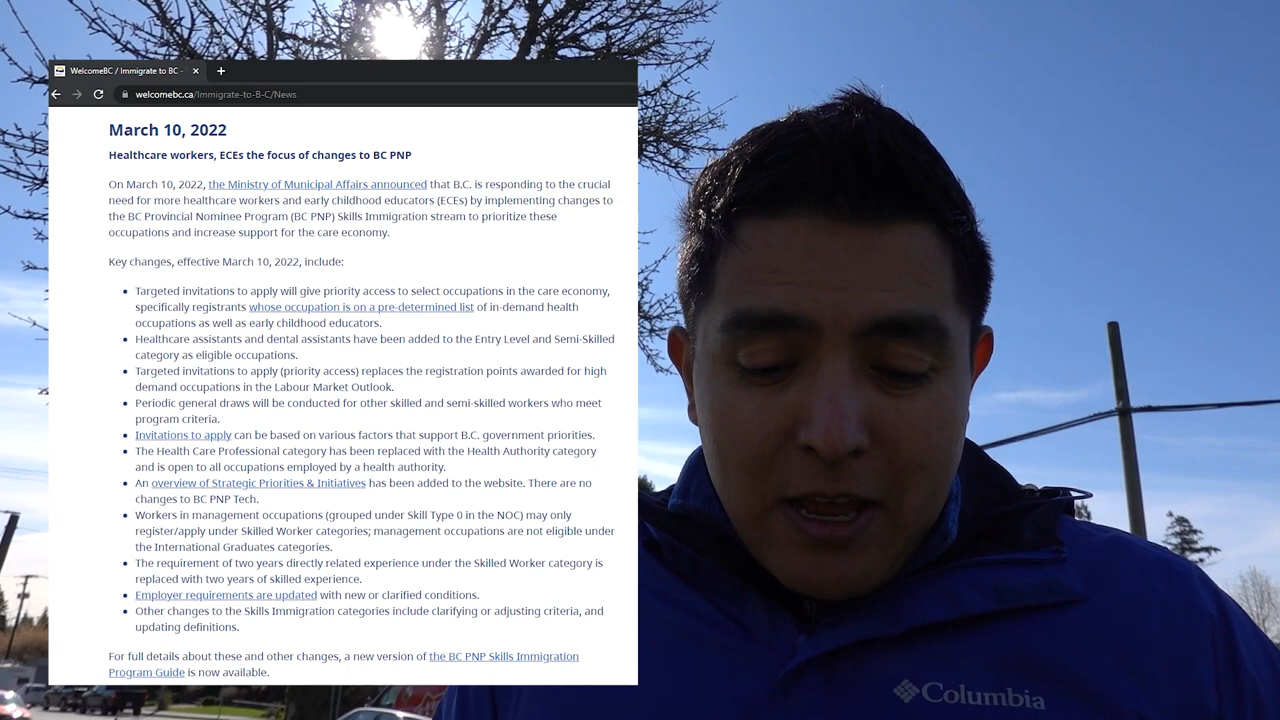 WelcomeBC / Immigrate to BC -
welcomebc.ca/Immigrate-to-B-C/News
March 10, 2022
Healthcare workers, ECEs the focus of changes to BC PNP
On March 10, 2022, the Ministry of Municipal Affairs announced that B.C. is responding to the crucial
need for more healthcare workers and early childhood educators (ECEs) by implementing changes to
the BC Provincial Nominee Program (BC PNP) Skills Immigration stream to prioritize these
occupations and increase support for the care economy.
Key changes, effective March 10, 2022, include:
Targeted invitations to apply will give priority access to select occupations in the care economy,
specifically registrants whose occupation is on a pre-determined list of in-demand health
occupations as well as early childhood educators.
Healthcare assistants and dental assistants have been added to the Entry Level and Semi-Skilled
category as eligible occupations.
Targeted invitations to apply (priority access) replaces the registration points awarded for high
demand occupations in the Labour Market Outlook.
Periodic general draws will be conducted for other skilled and semi-skilled workers who meet
program criteria.
Invitations to apply can be based on various factors that support B.C. government priorities.
The Health Care Professional category has been replaced with the Health Authority category
and is open to all occupations employed by a health authority.
An overview of Strategic Priorities & Initiatives has been added to the website. There are no
changes to BC PNP Tech.
Workers in management occupations (grouped under Skill Type 0 in the NOC) may only
register/apply under Skilled Worker categories; management occupations are not eligible under
the International Graduates categories.
The requirement of two years directly related experience under the Skilled Worker category is
replaced with two years of skilled experience.
Employer requirements are updated with new or clarified conditions.
Other changes to the Skills Immigration categories include clarifying or adjusting criteria, and
updating definitions.
For full details about these and other changes, a new version of the BC PNP Skills Immigration
Program Guide is now available.
Columbia